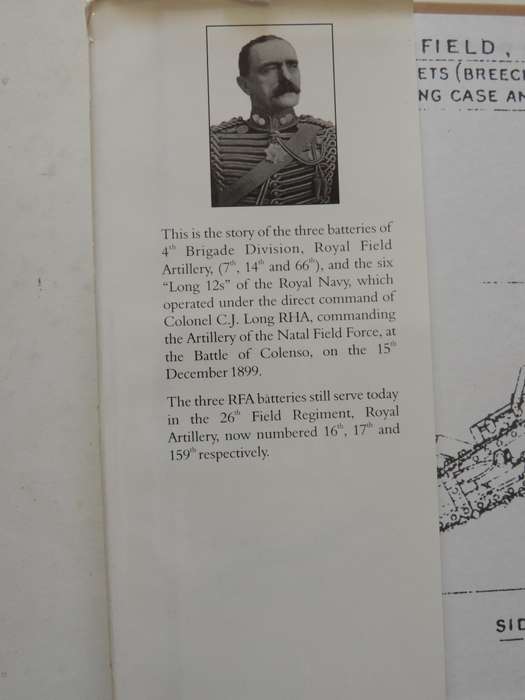 This is the story of the three batteries of
4th Brigade Division, Royal Field
Artillery, (7th, 14th and 66th), and the six
“Long 12s” of the Royal Navy, which
operated under the direct command of
Colonel C.J. Long RHA, commanding
the Artillery of the Natal Field Force, at
the Battle of Colenso, on the 15th
December 1899.
The three RFA batteries still serve today
in the 26th Field Regiment, Royal
Artillery, now numbered 16th, 17th and
159th respectively.
FIELD,
ETS (BREECH
NG CASE AN
SID